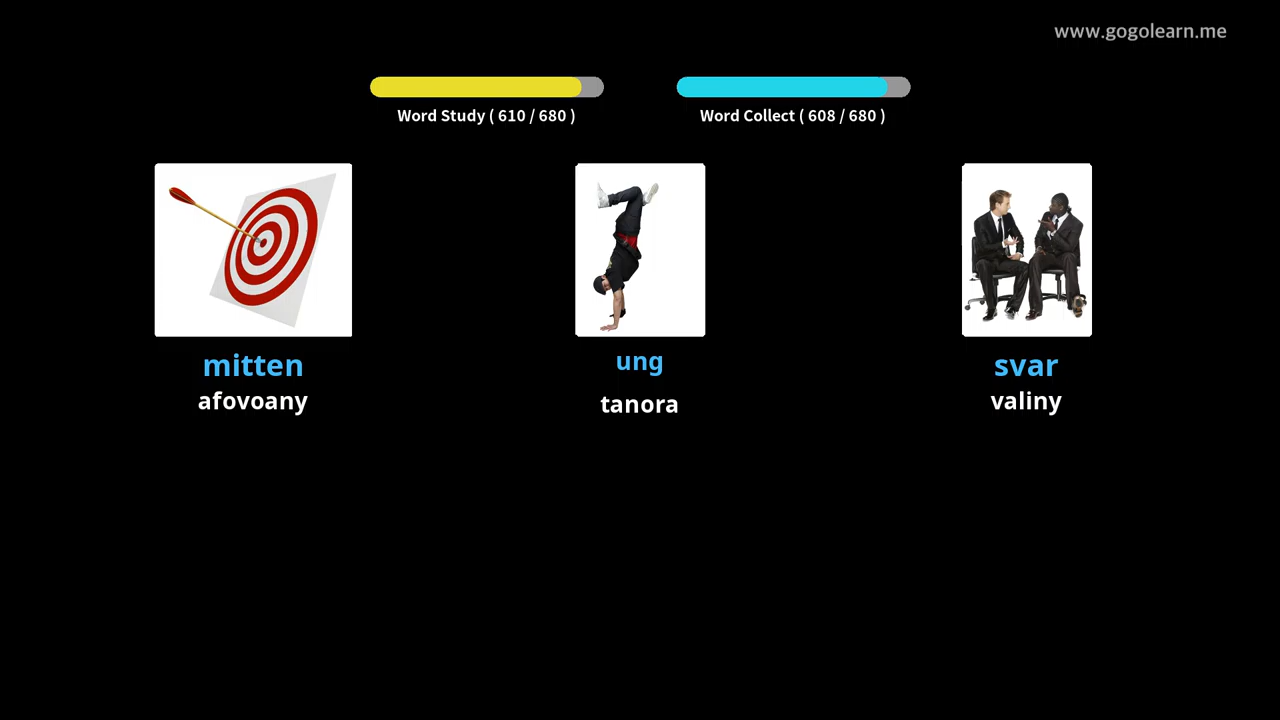 www.gogolearn.me
Word Study ( 610 / 680 )
Word Collect ( 608 / 680 )
mitten
afovoany
ung
tanora
svar
valiny